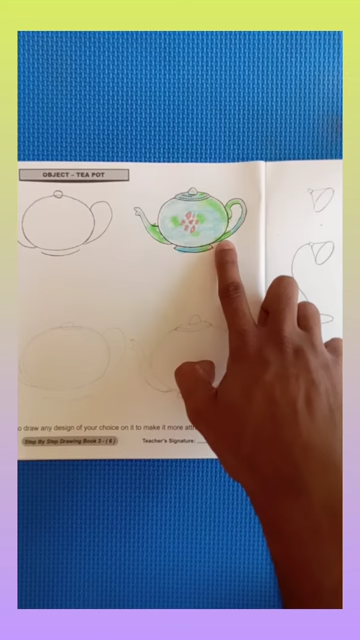 OBJECT – TEA POT
o draw any design of your choice on it to make it more
Step By Step Drawing Book 3 - ( 6 )
Teacher's Signature: